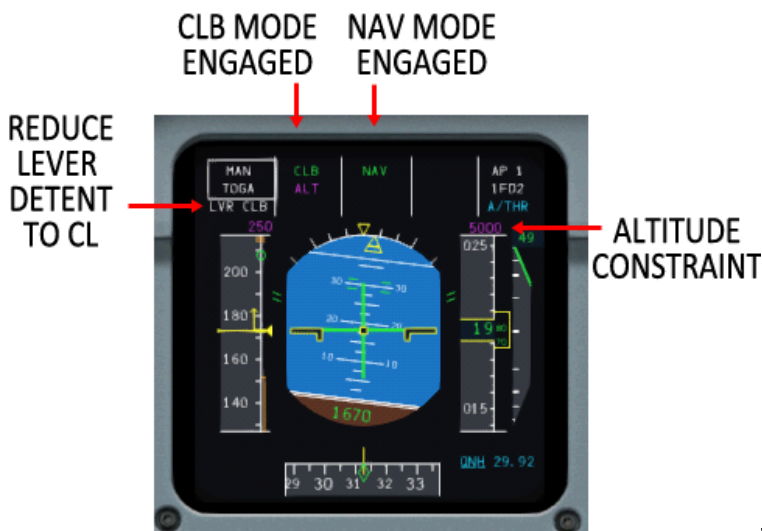 CLB MODE
ENGAGED
NAV MODE
ENGAGED
REDUCE
LEVER
DETENT
TO CL
ALTITUDE
CONSTRAINT
MAN
TOGA
LVR CLB
CLB
ALT
NAV
AP 1
1FD2
A/THR
250
5000
49
200
180
160
140
30 30
20 20
10 10
1670
025
19 80
70
015
QNH 29.92
29 30 31 32 33